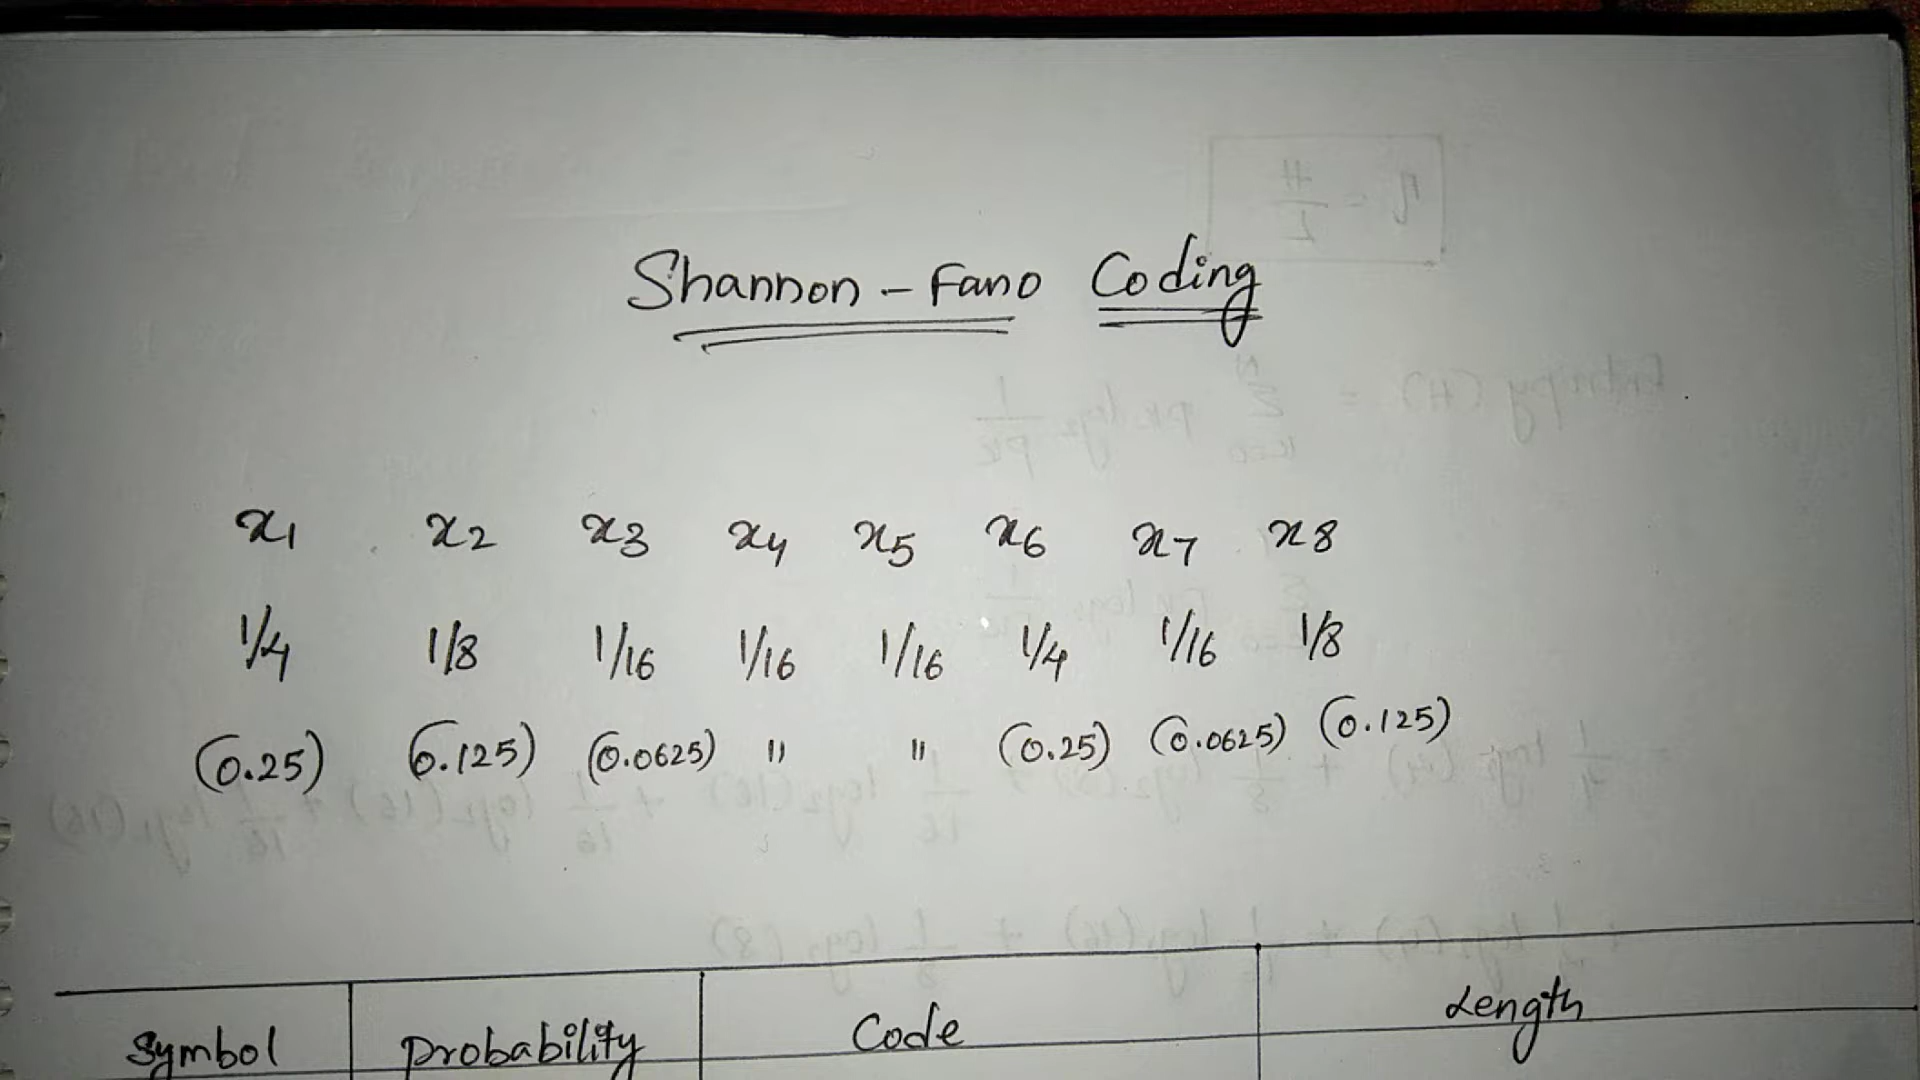 Shannon - Fano Coding
x1 x2 x3 x4 x5 x6 x7 x8
1/4 1/8 1/16 1/16 1/16 1/4 1/16 1/8
(0.25) (0.125) (0.0625) " " (0.25) (0.0625) (0.125)
Symbol Probability Code Length